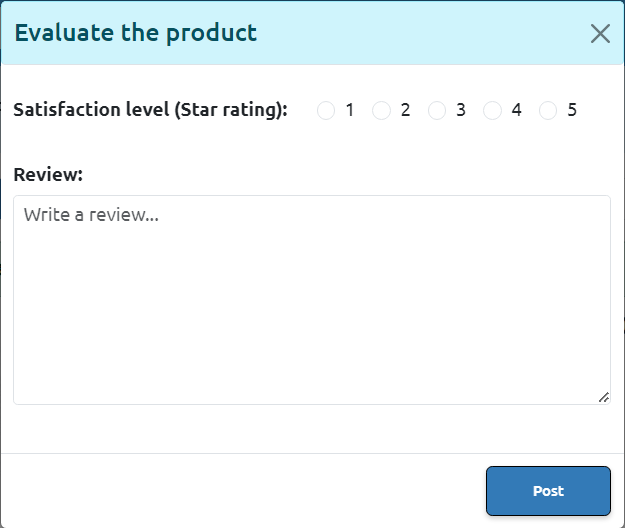 Evaluate the product
Satisfaction level (Star rating): 1 2 3 4 5
Review:
Write a review...
Post